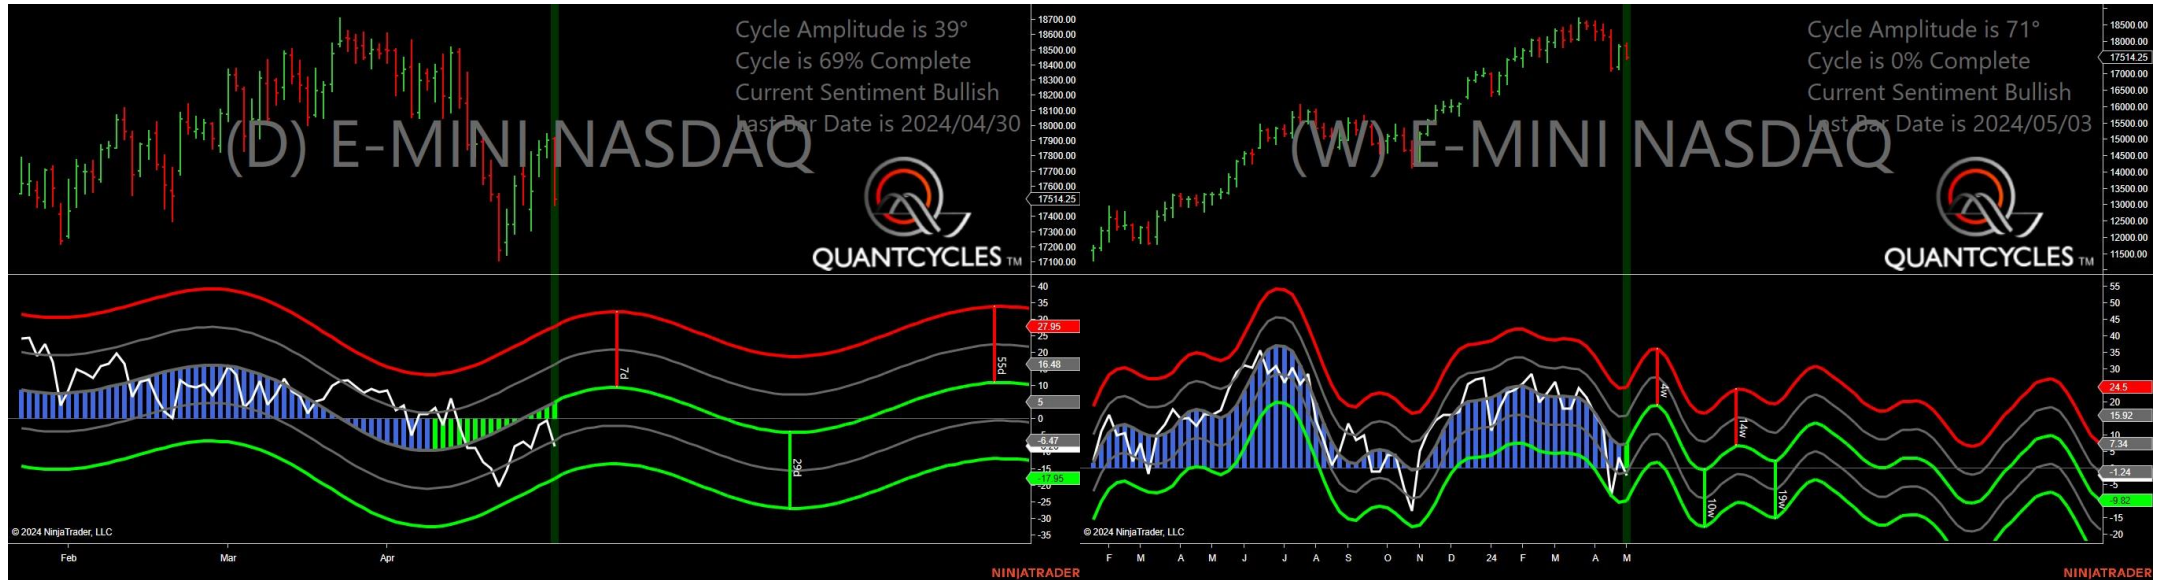 Cycle Amplitude is 39°
Cycle is 69% Complete
Current Sentiment Bullish
Last Bar Date is 2024/04/30
(D) E-MINI NASDAQ
QUANTCYCLES TM
18700.00
18600.00
18500.00
18400.00
18300.00
18200.00
18100.00
18000.00
17900.00
17800.00
17700.00
17600.00
17514.25
17400.00
17300.00
17200.00
17100.00
40
35
27.95
25
20
16.48
10
5
0
-6.47
-10
-15
-17.95
-20
-25
-30
-35
7d
29d
55d
© 2024 NinjaTrader, LLC
Feb Mar Apr
NINJATRADER
Cycle Amplitude is 71°
Cycle is 0% Complete
Current Sentiment Bullish
Last Bar Date is 2024/05/03
(W) E-MINI NASDAQ
QUANTCYCLES TM
18500.00
18000.00
17514.25
17000.00
16500.00
16000.00
15500.00
15000.00
14500.00
14000.00
13500.00
13000.00
12500.00
12000.00
11500.00
55
50
45
40
35
30
24.5
20
15.92
10
7.34
5
-1.24
-5
-9.82
-15
-20
4w
10w
14w
19w
© 2024 NinjaTrader, LLC
F M A M J J A S O N D 24 F M A M
NINJATRADER